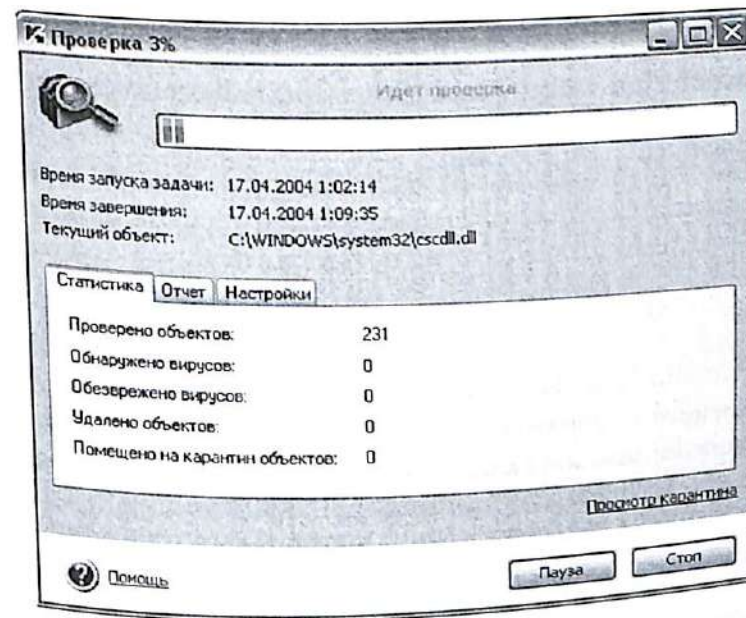 Проверка 3%
Идет проверка
Время запуска задачи: 17.04.2004 1:02:14
Время завершения: 17.04.2004 1:09:35
Текущий объект: C:\WINDOWS\system32\cscdll.dll
Статистика Отчет Настройки
Проверено объектов: 231
Обнаружено вирусов: 0
Обезврежено вирусов: 0
Удалено объектов: 0
Помещено на карантин объектов: 0
Просмотр карантина
Помощь Пауза Стоп